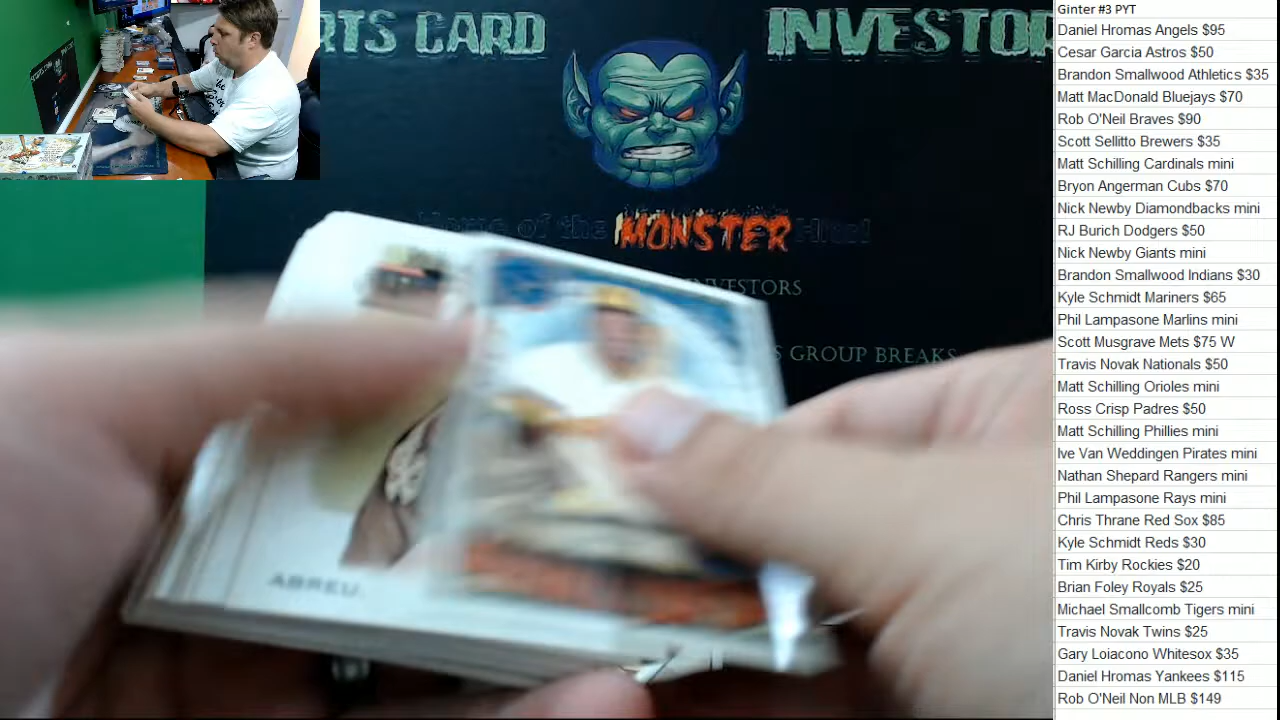 RTS CARD INVESTOR
Home of the MONSTER
INVESTORS
S GROUP BREAKS
ABREU
Ginter #3 PYT
Daniel Hromas Angels $95
Cesar Garcia Astros $50
Brandon Smallwood Athletics $35
Matt MacDonald Bluejays $70
Rob O'Neil Braves $90
Scott Sellitto Brewers $35
Matt Schilling Cardinals mini
Bryon Angerman Cubs $70
Nick Newby Diamondbacks mini
RJ Burich Dodgers $50
Nick Newby Giants mini
Brandon Smallwood Indians $30
Kyle Schmidt Mariners $65
Phil Lampasone Marlins mini
Scott Musgrave Mets $75 W
Travis Novak Nationals $50
Matt Schilling Orioles mini
Ross Crisp Padres $50
Matt Schilling Phillies mini
Ive Van Weddingen Pirates mini
Nathan Shepard Rangers mini
Phil Lampasone Rays mini
Chris Thrane Red Sox $85
Kyle Schmidt Reds $30
Tim Kirby Rockies $20
Brian Foley Royals $25
Michael Smallcomb Tigers mini
Travis Novak Twins $25
Gary Loiacono Whitesox $35
Daniel Hromas Yankees $115
Rob O'Neil Non MLB $149